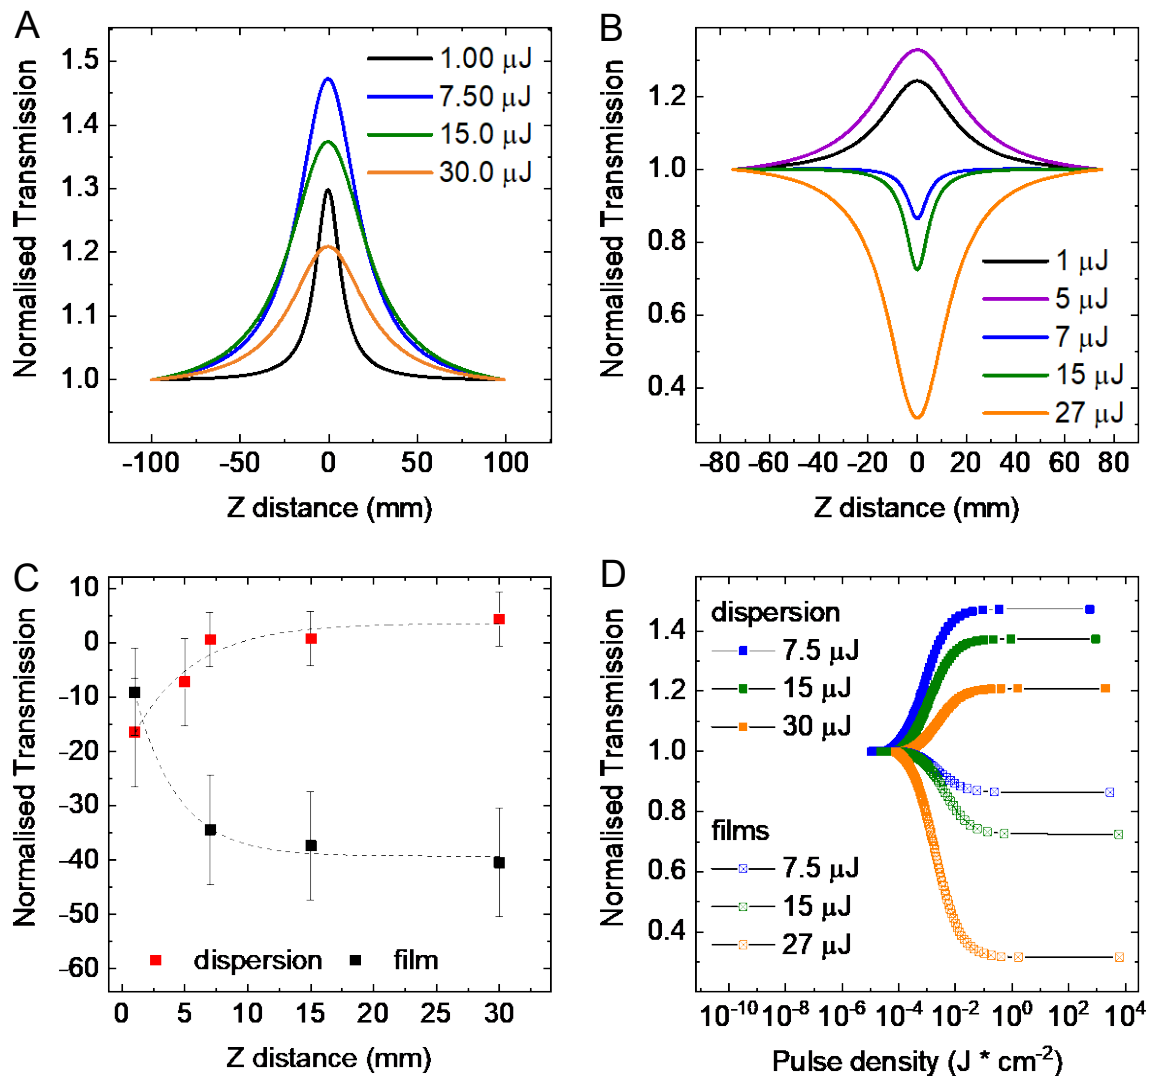 A
Normalised Transmission
1.5
1.4
1.3
1.2
1.1
1.0
1.00 μJ
7.50 μJ
15.0 μJ
30.0 μJ
-100 -50 0 50 100
Z distance (mm)
B
Normalised Transmission
1.2
1.0
0.8
0.6
0.4
1 μJ
5 μJ
7 μJ
15 μJ
27 μJ
-80 -60 -40 -20 0 20 40 60 80
Z distance (mm)
C
Normalised Transmission
10
0
-10
-20
-30
-40
-50
-60
dispersion film
0 5 10 15 20 25 30
Z distance (mm)
D
Normalised Transmission
1.4
1.2
1.0
0.8
0.6
0.4
dispersion
7.5 μJ
15 μJ
30 μJ
films
7.5 μJ
15 μJ
27 μJ
10⁻¹⁰ 10⁻⁸ 10⁻⁶ 10⁻⁴ 10⁻² 10⁰ 10² 10⁴
Pulse density (J * cm⁻²)